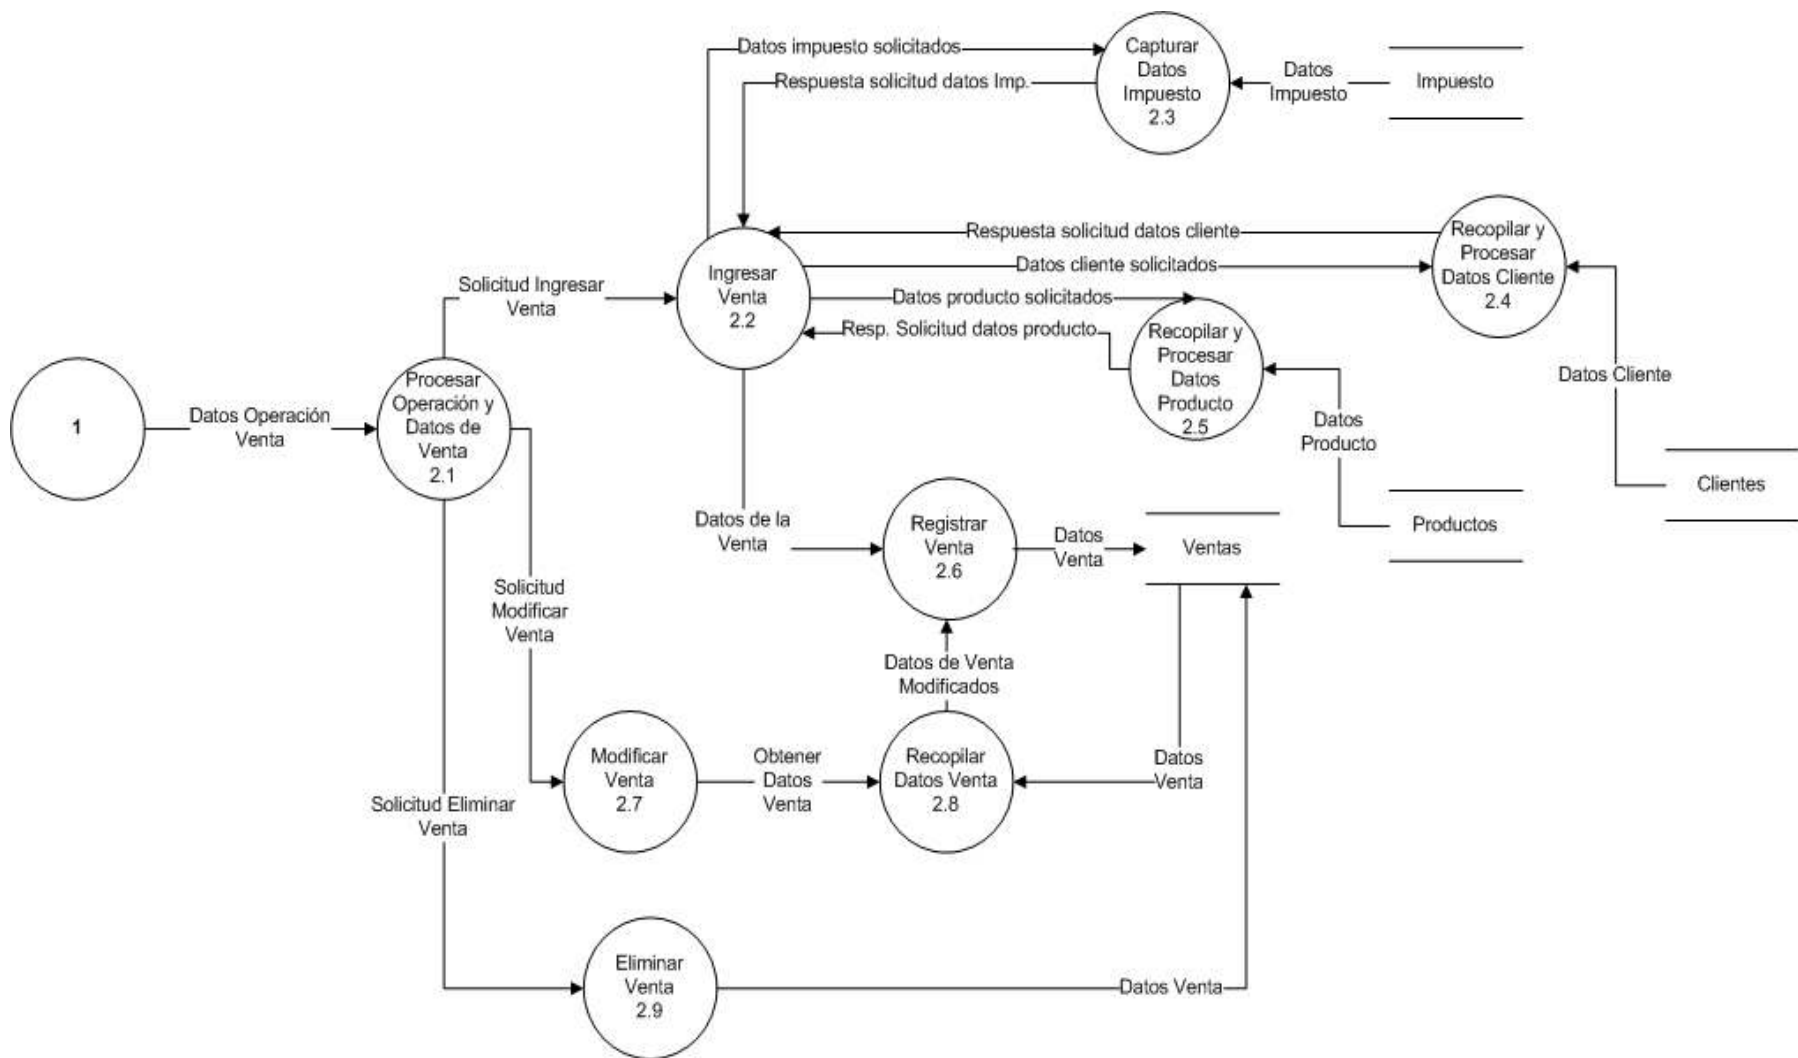 Datos impuesto solicitados
Respuesta solicitud datos Imp.
Capturar
Datos
Impuesto
2.3
Datos
Impuesto
Impuesto
Respuesta solicitud datos cliente
Datos cliente solicitados
Recopilar y
Procesar
Datos Cliente
2.4
Solicitud Ingresar
Venta
Ingresar
Venta
2.2
Datos producto solicitados
Resp. Solicitud datos producto
Recopilar y
Procesar
Datos
Producto
2.5
Datos Cliente
1
Datos Operación
Venta
Procesar
Operación y
Datos de
Venta
2.1
Datos
Producto
Clientes
Productos
Datos de la
Venta
Registrar
Venta
2.6
Datos
Venta
Ventas
Solicitud
Modificar
Venta
Datos de Venta
Modificados
Modificar
Venta
2.7
Obtener
Datos
Venta
Recopilar
Datos Venta
2.8
Datos
Venta
Solicitud Eliminar
Venta
Eliminar
Venta
2.9
Datos Venta